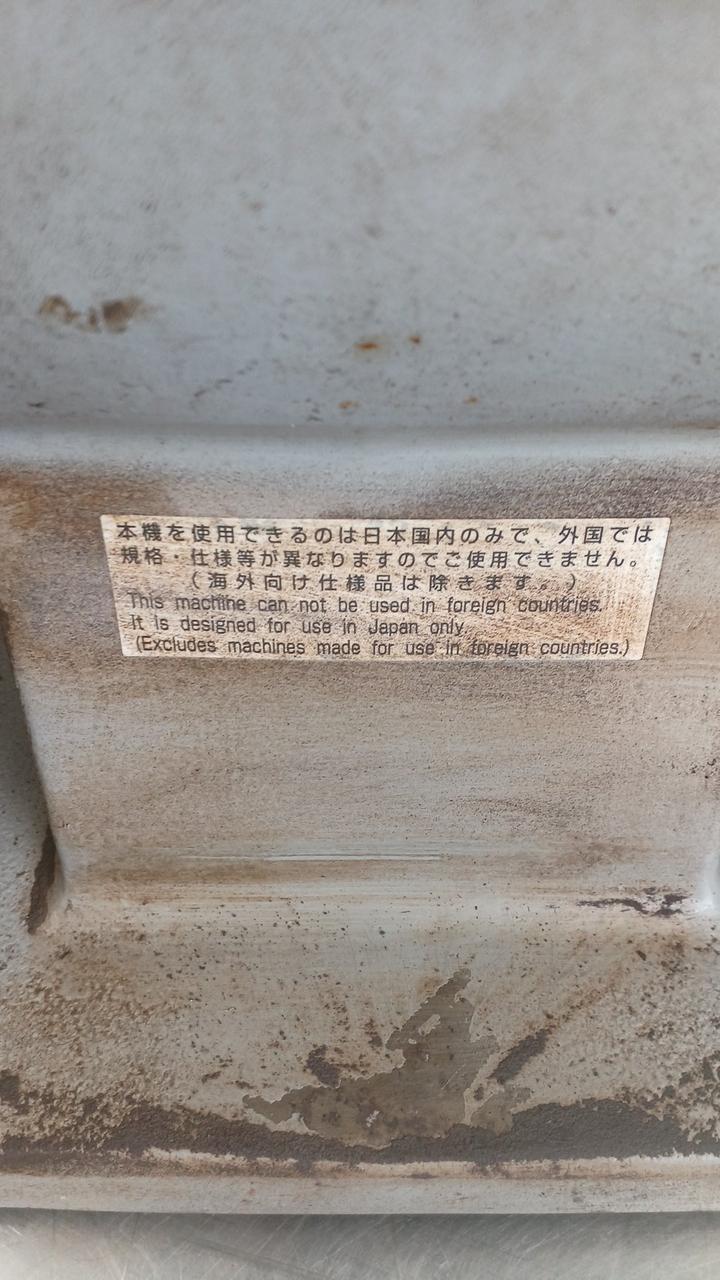 本機を使用できるのは日本国内のみで、外国では
規格・仕様等が異なりますのでご使用できません。
(海外向け仕様品は除きます。)
This machine can not be used in foreign countries.
It is designed for use in Japan only
(Excludes machines made for use in foreign countries.)